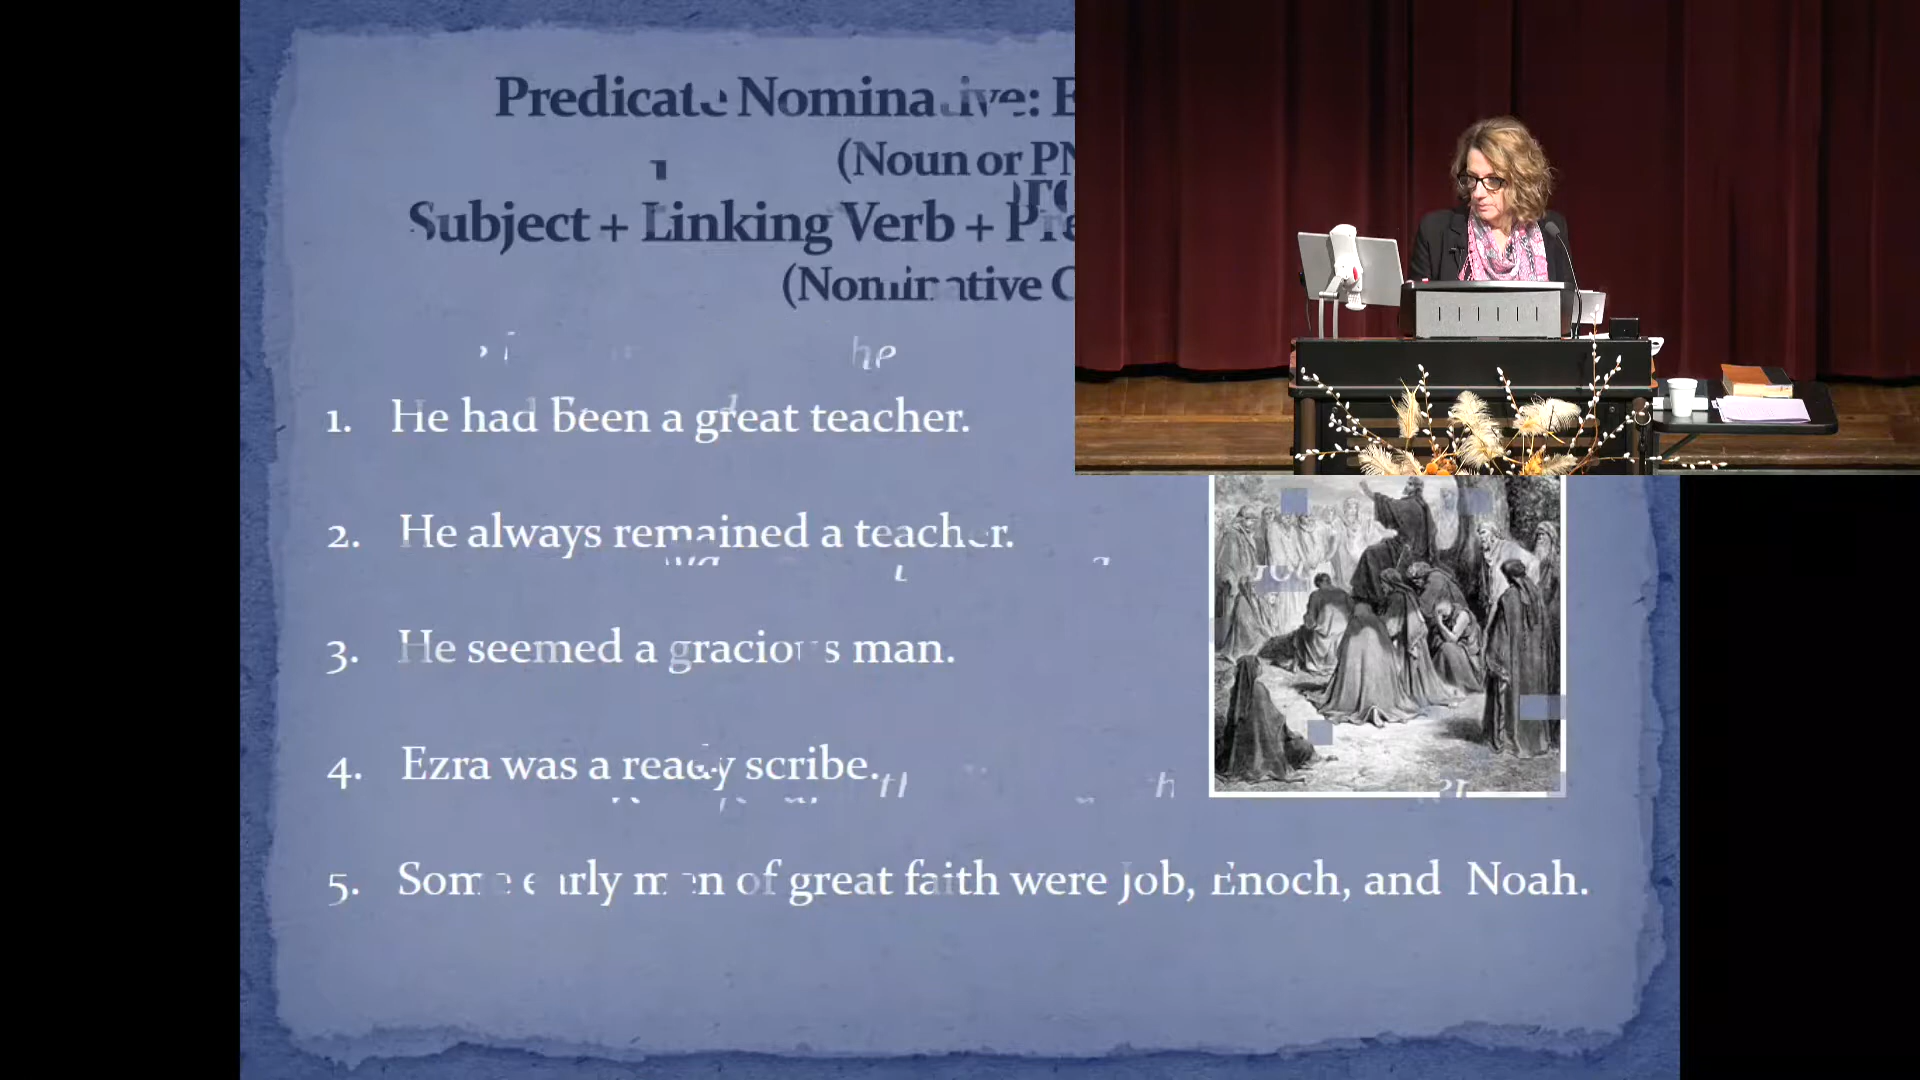 Predicate Nominative:
(Noun or
Subject + Linking Verb +
(Nominative
1. He had been a great teacher.
2. He always remained a teacher.
3. He seemed a gracious man.
4. Ezra was a ready scribe.
5. Some early men of great faith were Job, Enoch, and Noah.